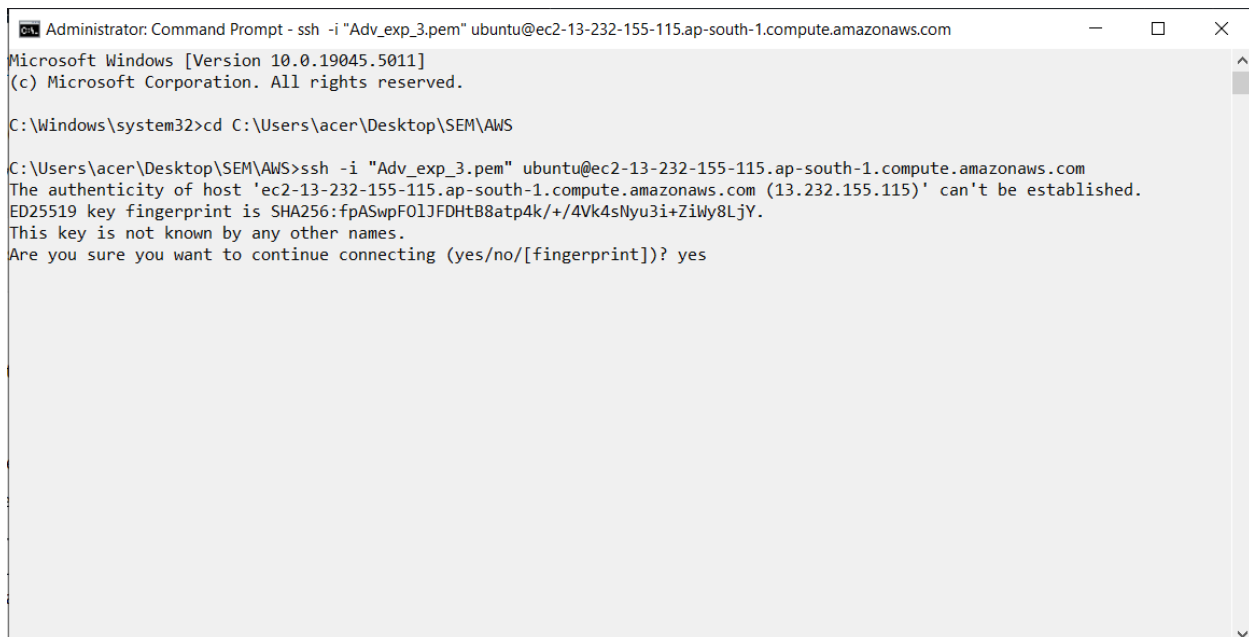 Administrator: Command Prompt - ssh -i "Adv_exp_3.pem" ubuntu@ec2-13-232-155-115.ap-south-1.compute.amazonaws.com
Microsoft Windows [Version 10.0.19045.5011]
(c) Microsoft Corporation. All rights reserved.
C:\Windows\system32>cd C:\Users\acer\Desktop\SEM\AWS
C:\Users\acer\Desktop\SEM\AWS>ssh -i "Adv_exp_3.pem" ubuntu@ec2-13-232-155-115.ap-south-1.compute.amazonaws.com
The authenticity of host 'ec2-13-232-155-115.ap-south-1.compute.amazonaws.com (13.232.155.115)' can't be established.
ED25519 key fingerprint is SHA256:fpASwpFOlJFDHtB8atp4k/+/4Vk4sNyu3i+ZiWy8LjY.
This key is not known by any other names.
Are you sure you want to continue connecting (yes/no/[fingerprint])? yes